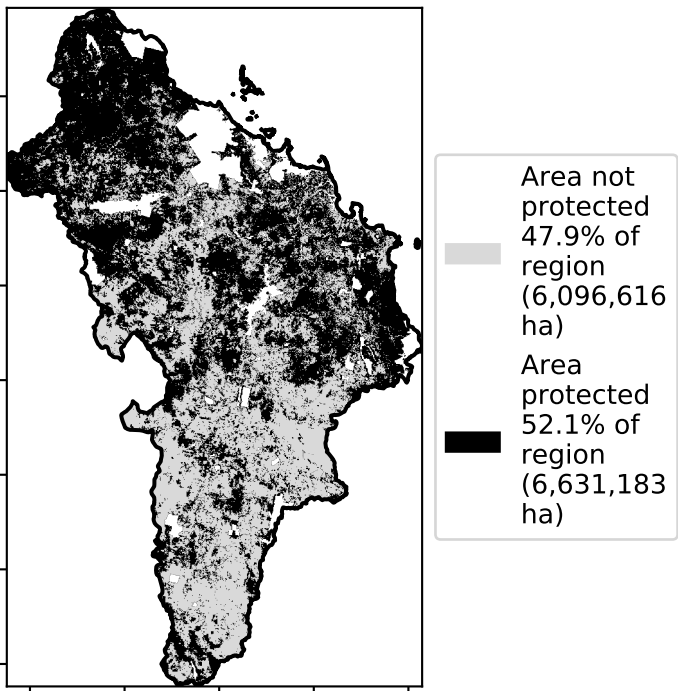 Area not
protected
47.9% of
region
(6,096,616
ha)
Area
protected
52.1% of
region
(6,631,183
ha)